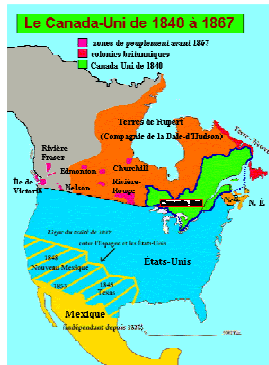 Le Canada-Uni de 1840 à 1867
zones de peuplement avant 1867
colonies britanniques
Canada Uni de 1840
Terres de Rupert
(Compagnie de la Baie-d'Hudson)
Terre-Neuve
Rivière
Fraser
Edmonton
Churchill
Île de
Victoria
Nelson
Rivière-
Rouge
N. É.
Ligne du traité de
entre l'Espagne et les États-Unis
États-Unis
1848
Nouveau Mexique
1853
1845
Texas
Mexique
(indépendant depuis